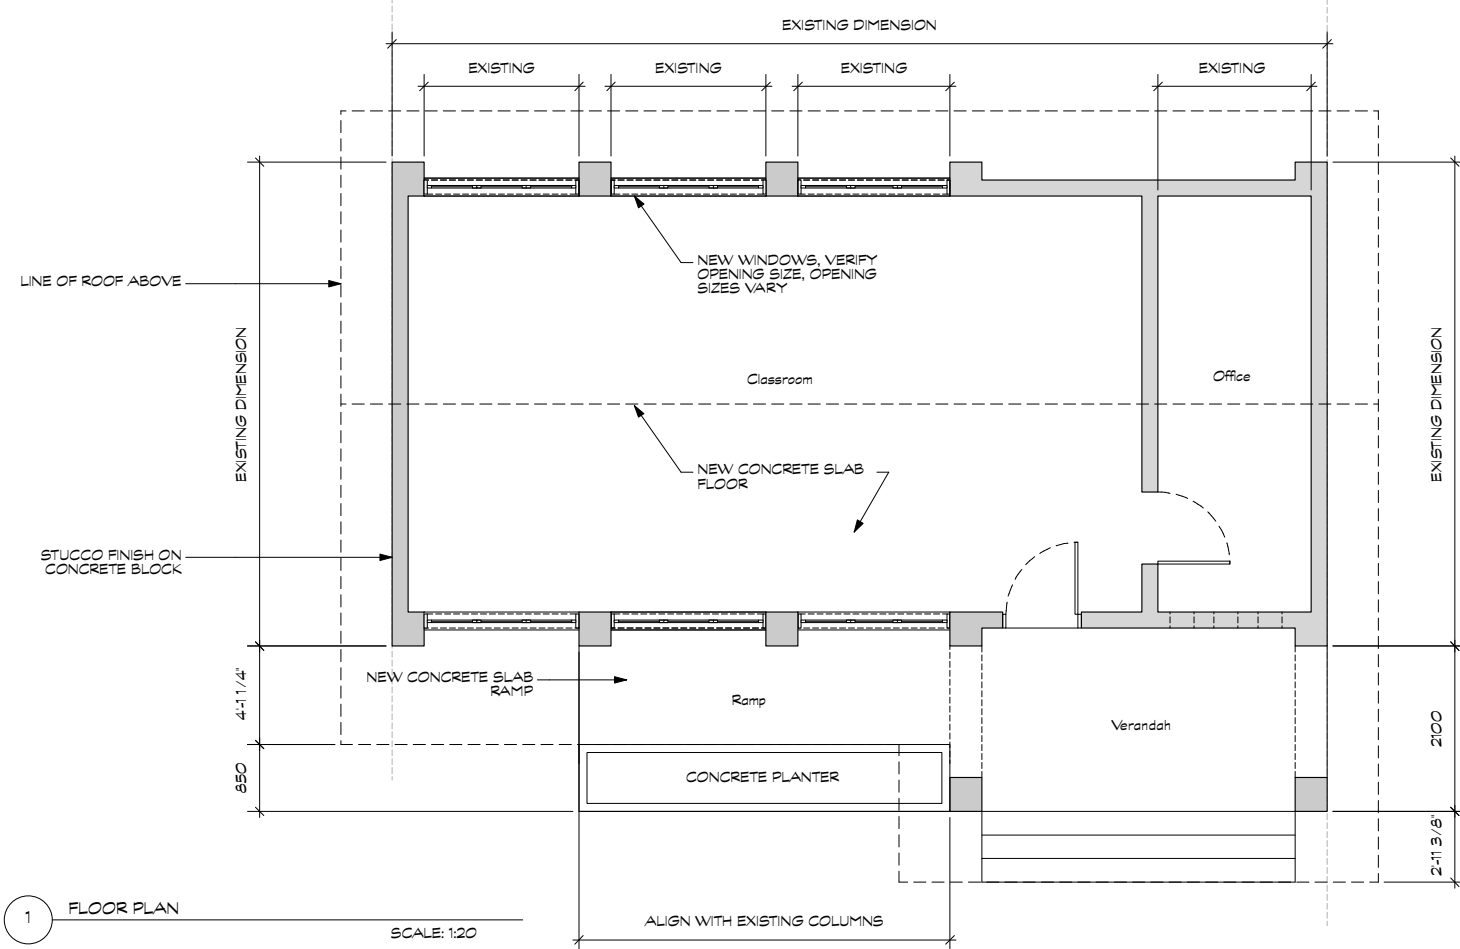 EXISTING DIMENSION
EXISTING
EXISTING
EXISTING
EXISTING
NEW WINDOWS, VERIFY
OPENING SIZE, OPENING
SIZES VARY
LINE OF ROOF ABOVE
EXISTING DIMENSION
EXISTING DIMENSION
Classroom
Office
NEW CONCRETE SLAB
FLOOR
STUCCO FINISH ON
CONCRETE BLOCK
NEW CONCRETE SLAB
RAMP
4'-1 1/4"
Ramp
Verandah
2100
850
CONCRETE PLANTER
2'-11 3/8"
1
FLOOR PLAN
SCALE: 1:20
ALIGN WITH EXISTING COLUMNS